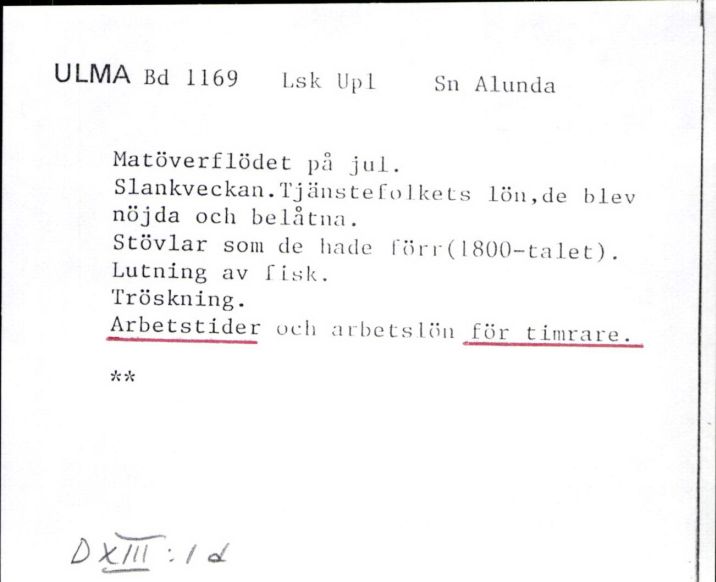 ULMA Bd 1169 Lsk Upl Sn Alunda
Matöverflödet på jul.
Slankveckan.Tjänstefolkets lön,de blev
nöjda och belåtna.
Stövlar som de hade förr(1800-talet).
Lutning av fisk.
Tröskning.
Arbetstider och arbetslön för timrare.
**
D XIII : 1 d